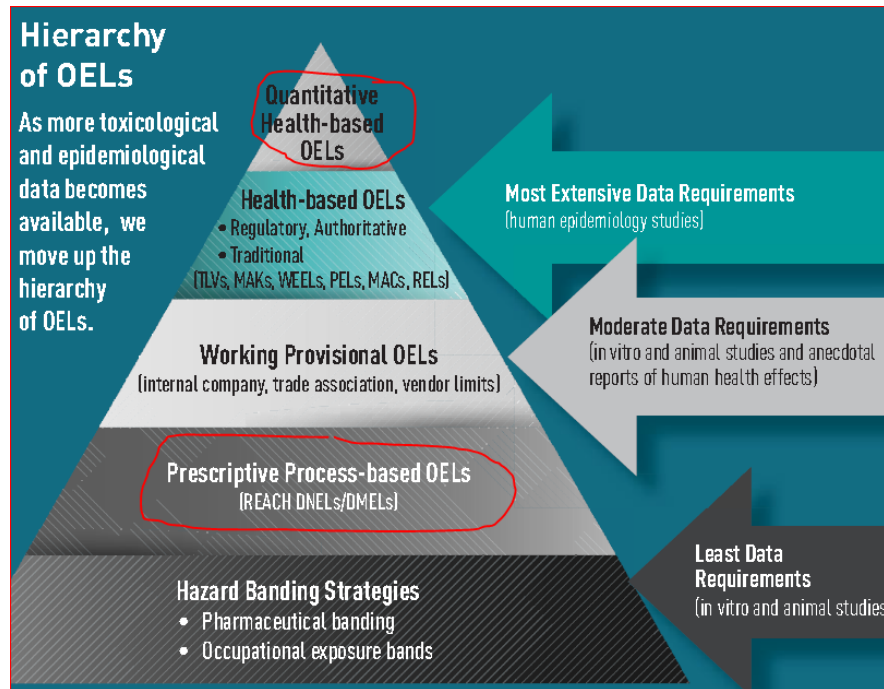 Hierarchy
of OELs
As more toxicological
and epidemiological
data becomes
available, we
move up the
hierarchy
of OELs.
Quantitative
Health-based
OELs
Health-based OELs
• Regulatory, Authoritative
• Traditional
(TLVs, MAKs, WEELs, PELs, MACs, RELs)
Working Provisional OELs
(internal company, trade association, vendor limits)
Prescriptive Process-based OELs
(REACH DNELs/DMELs)
Hazard Banding Strategies
• Pharmaceutical banding
• Occupational exposure bands
Most Extensive Data Requirements
(human epidemiology studies)
Moderate Data Requirements
(in vitro and animal studies and anecdotal
reports of human health effects)
Least Data
Requirements
(in vitro and animal studies